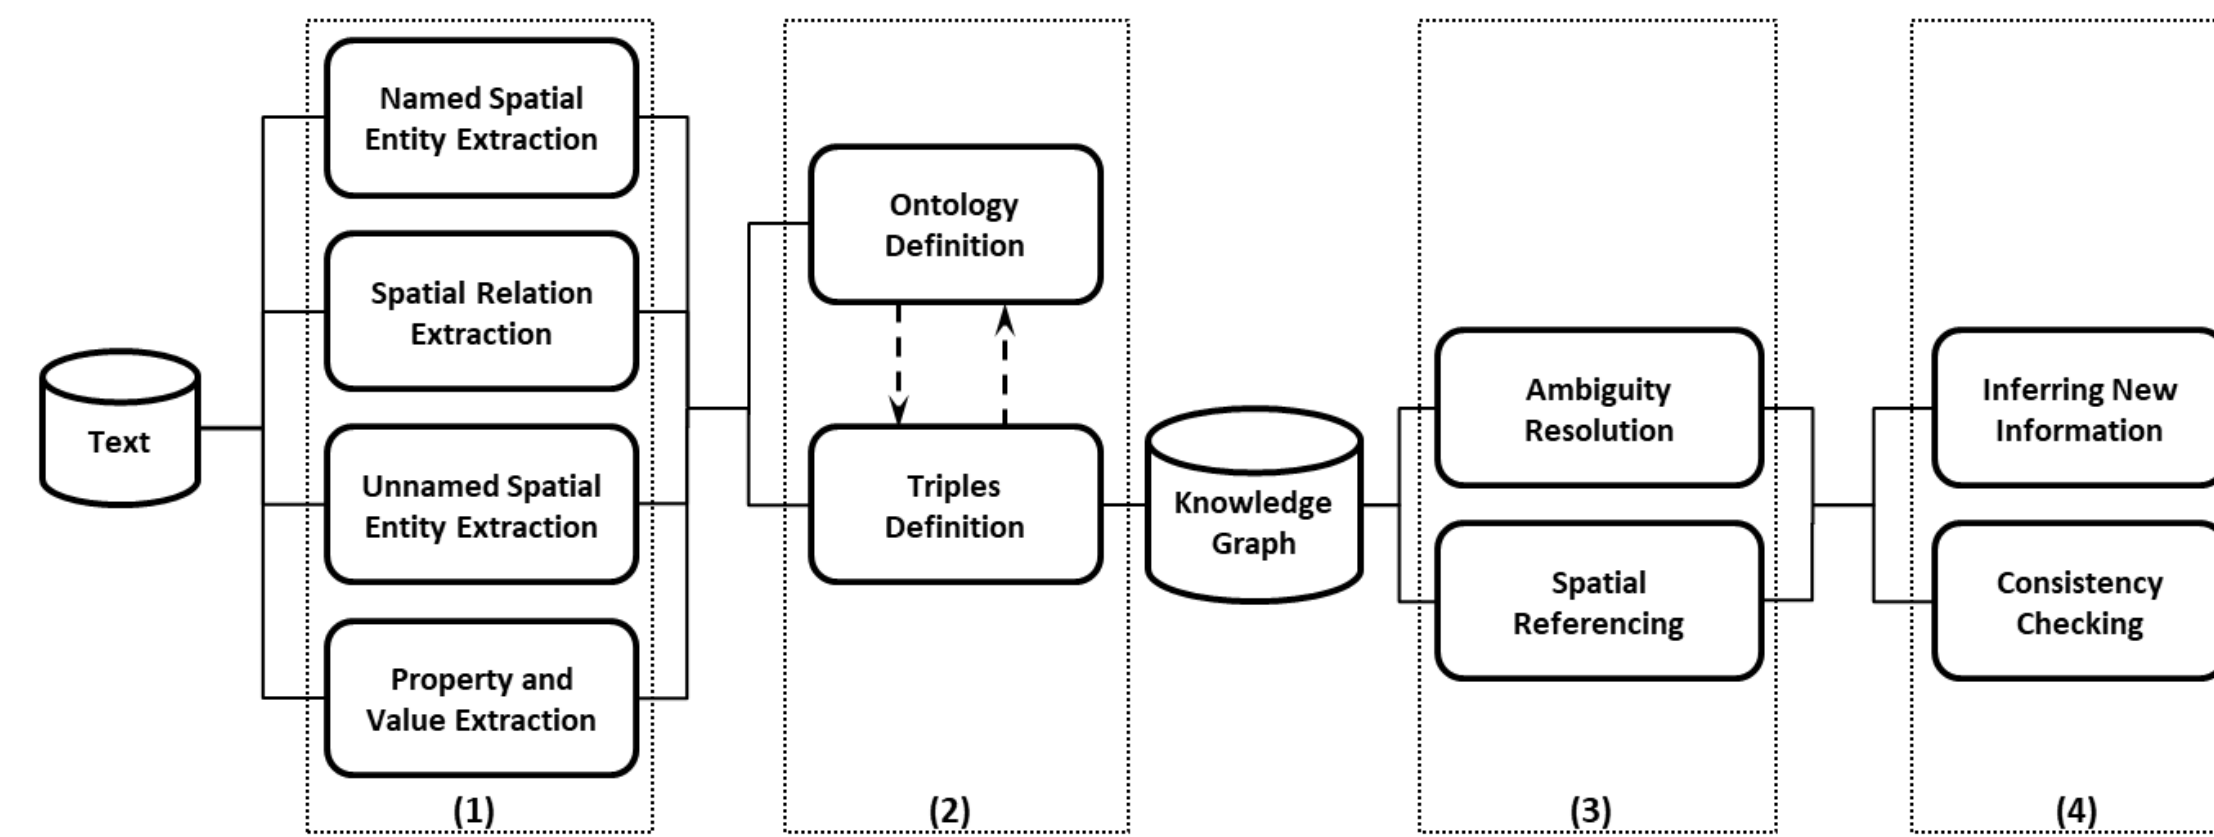 Text
Named Spatial
Entity Extraction
Spatial Relation
Extraction
Unnamed Spatial
Entity Extraction
Property and
Value Extraction
(1)
Ontology
Definition
Triples
Definition
(2)
Knowledge
Graph
Ambiguity
Resolution
Spatial
Referencing
(3)
Inferring New
Information
Consistency
Checking
(4)